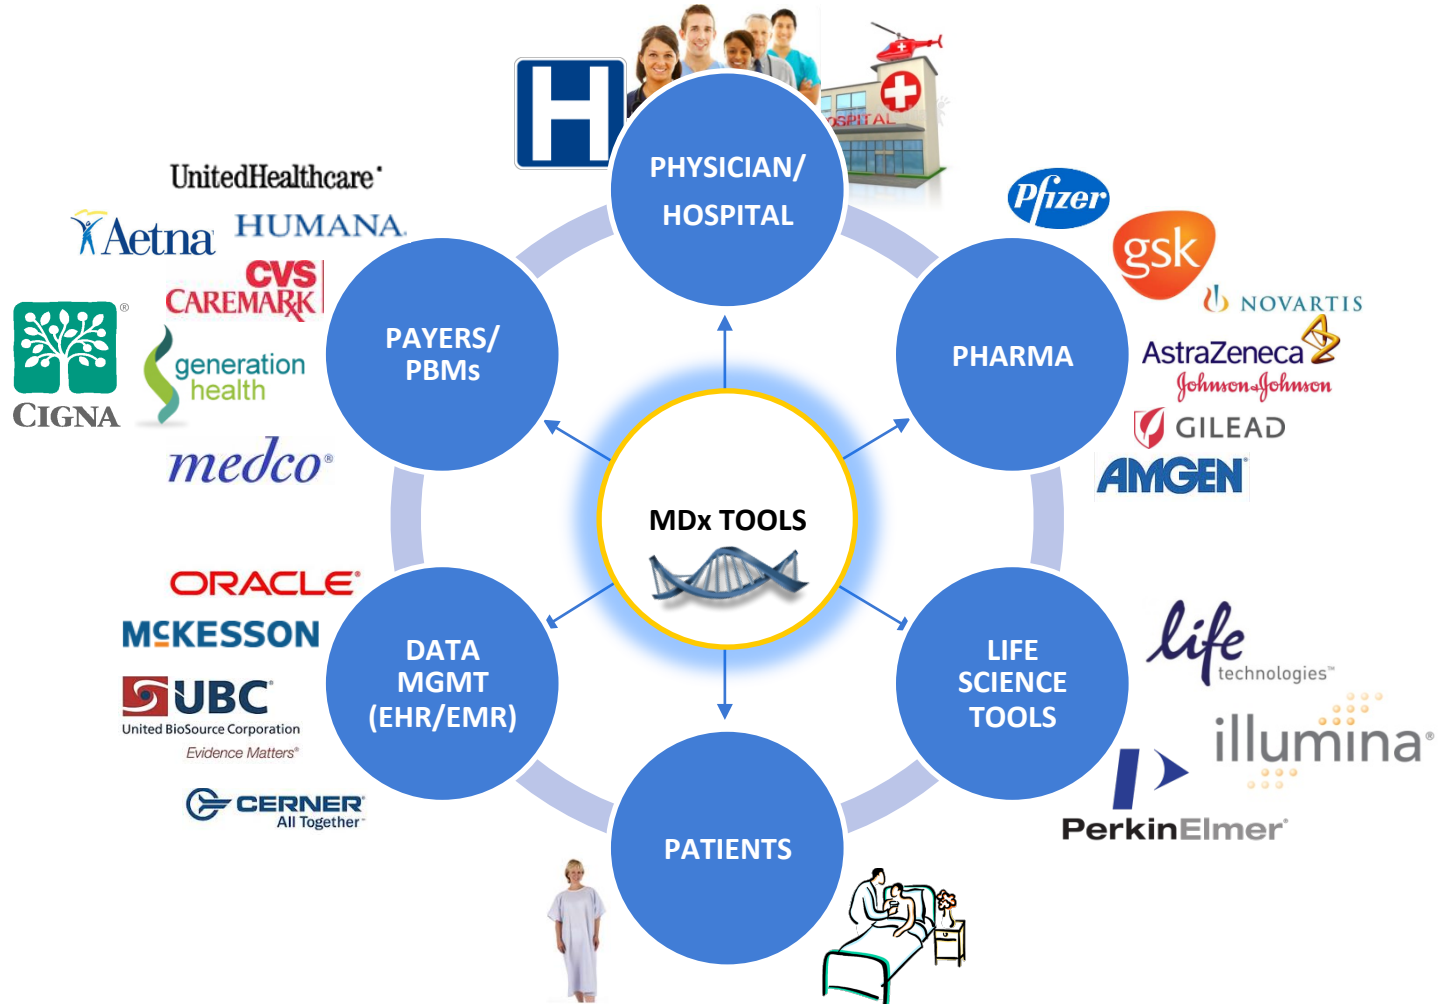 H
HOSPITAL
PHYSICIAN/
HOSPITAL
UnitedHealthcare
Aetna
HUMANA
CVS
CAREMARK
CIGNA
generation
health
medco
PAYERS/
PBMs
Pfizer
gsk
NOVARTIS
AstraZeneca
Johnson & Johnson
GILEAD
AMGEN
PHARMA
MDx TOOLS
ORACLE
McKESSON
UBC
United BioSource Corporation
Evidence Matters
CERNER
All Together
DATA
MGMT
(EHR/EMR)
LIFE
SCIENCE
TOOLS
life
technologies™
illumina
PerkinElmer
PATIENTS